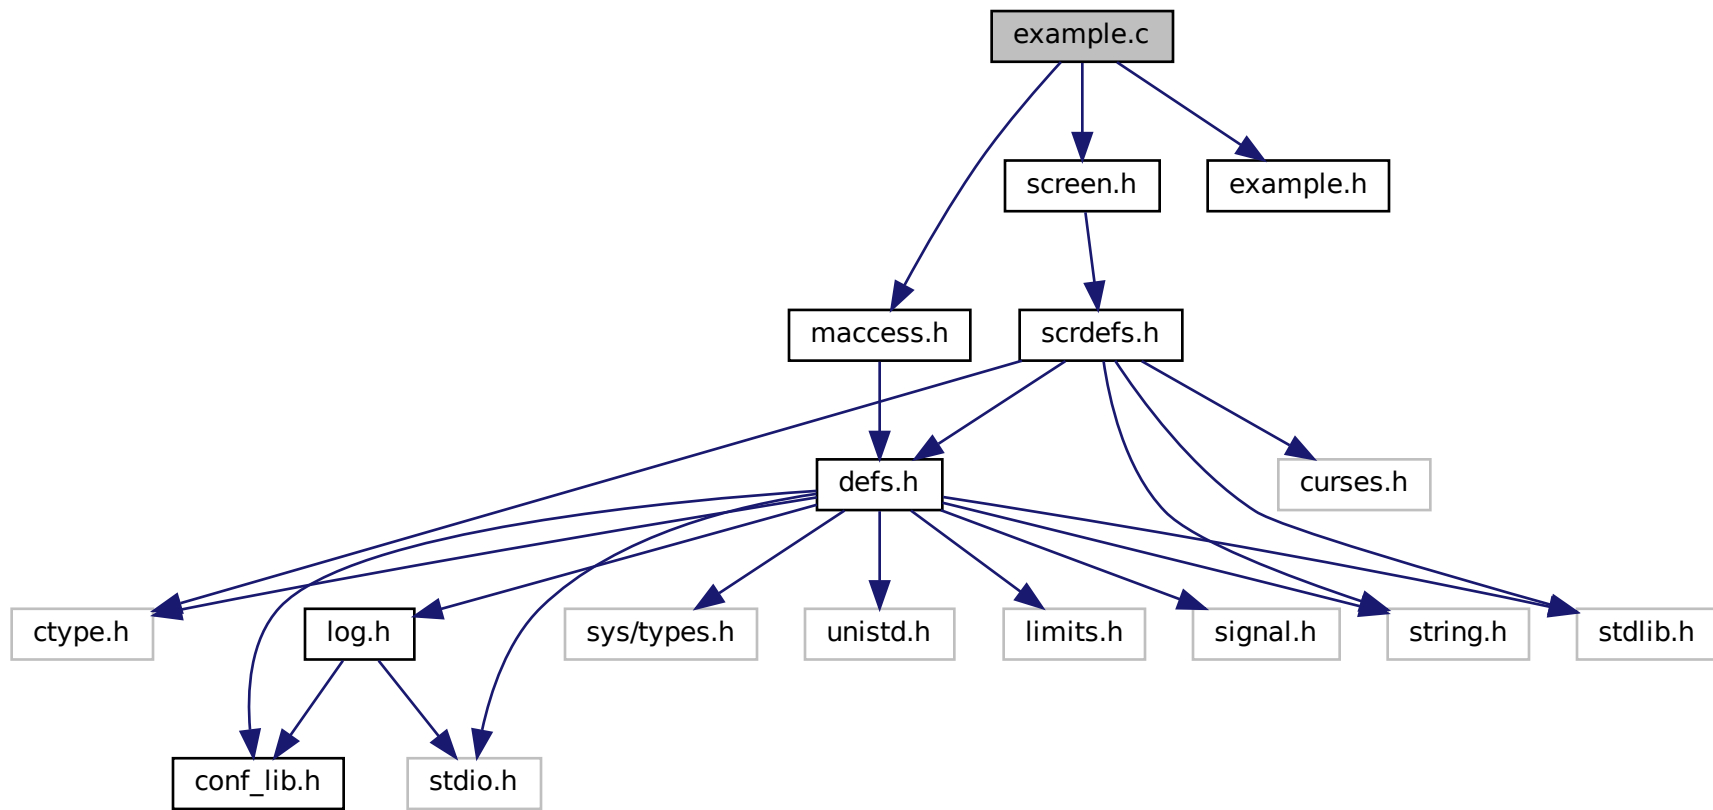 example.c
screen.h
example.h
maccess.h
scrdefs.h
defs.h
curses.h
ctype.h
log.h
sys/types.h
unistd.h
limits.h
signal.h
string.h
stdlib.h
conf_lib.h
stdio.h